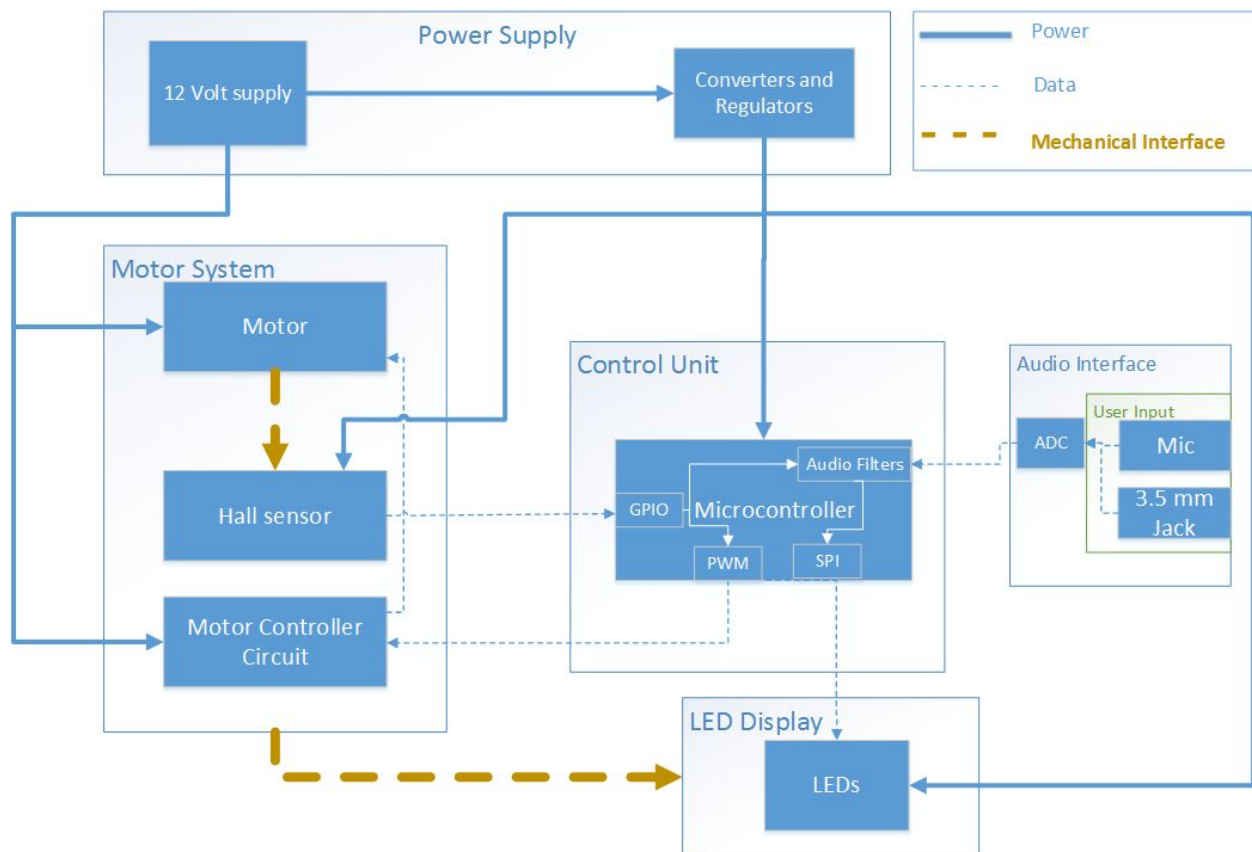 Power Supply
12 Volt supply
Converters and
Regulators
Power
Data
Mechanical Interface
Motor System
Motor
Hall sensor
Motor Controller
Circuit
Control Unit
Audio Filters
GPIO
Microcontroller
PWM
SPI
Audio Interface
User Input
ADC
Mic
3.5 mm
Jack
LED Display
LEDs